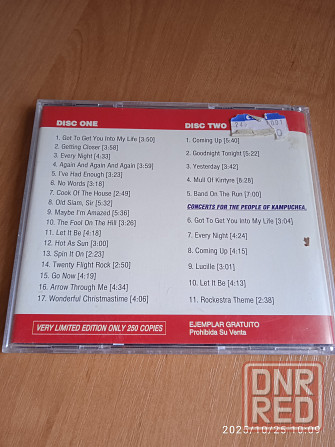 DISC ONE
1. Got To Get You Into My Life [3:50]
2. Getting Closer [3:58]
3. Every Night [4:33]
4. Again And Again And Again [3:59]
5. I've Had Enough [3:23]
6. No Words [3:18]
7. Cook Of The House [2:49]
8. Old Siam, Sir [5:32]
9. Maybe I'm Amazed [5:36]
10. The Fool On The Hill [3:36]
11. Let It Be [4:18]
12. Hot As Sun [3:00]
13. Spin It On [2:23]
14. Twenty Flight Rock [2:50]
15. Go Now [4:19]
16. Arrow Through Me [4:34]
17. Wonderful Christmastime [4:06]
VERY LIMITED EDITION ONLY 250 COPIES
DISC TWO
1. Coming Up [5:40]
2. Goodnight Tonight [5:22]
3. Yesterday [3:42]
4. Mull Of Kintyre [6:26]
5. Band On The Run [7:00]
CONCERTS FOR THE PEOPLE OF KAMPUCHEA.
6. Got To Get You Into My Life [3:04]
7. Every Night [4:24]
8. Coming Up [4:15]
9. Lucille [3:01]
10. Let It Be [4:13]
11. Rockestra Theme [2:38]
EJEMPLAR GRATUITO
Prohibida Su Venta
DNR
RED
2025/10/25 10:09